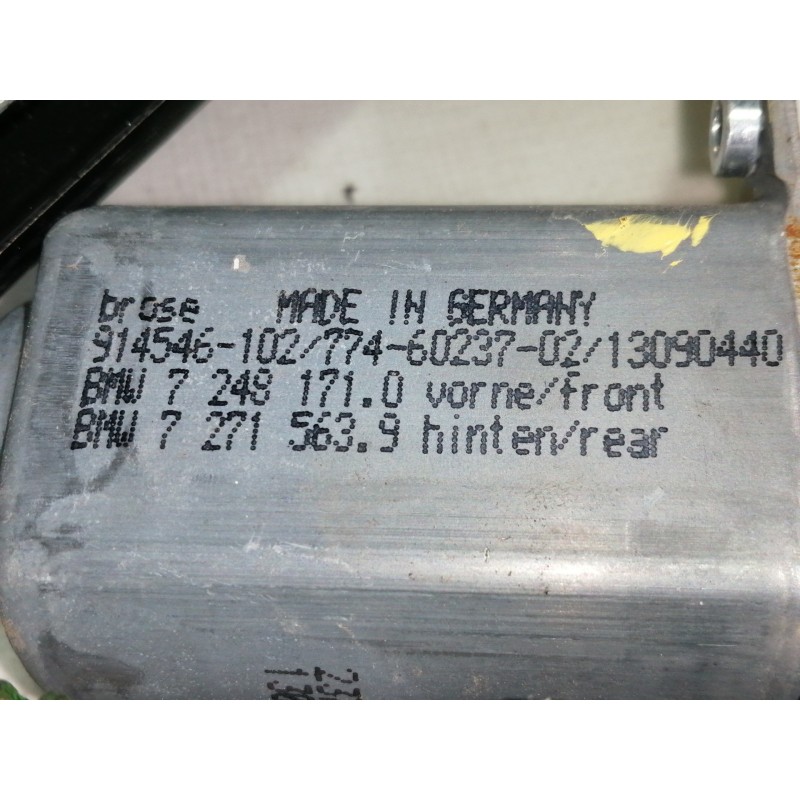 brose MADE IN GERMANY
914546-102/774-60237-02/13090440
BMW 7 248 171.0 vorne/front
BMW 7 271 563.9 hinten/rear